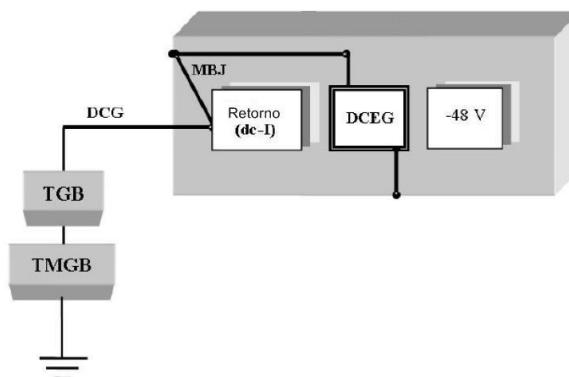 MBJ
DCG
Retorno
(dc-I)
DCEG
-48 V
TGB
TMGB